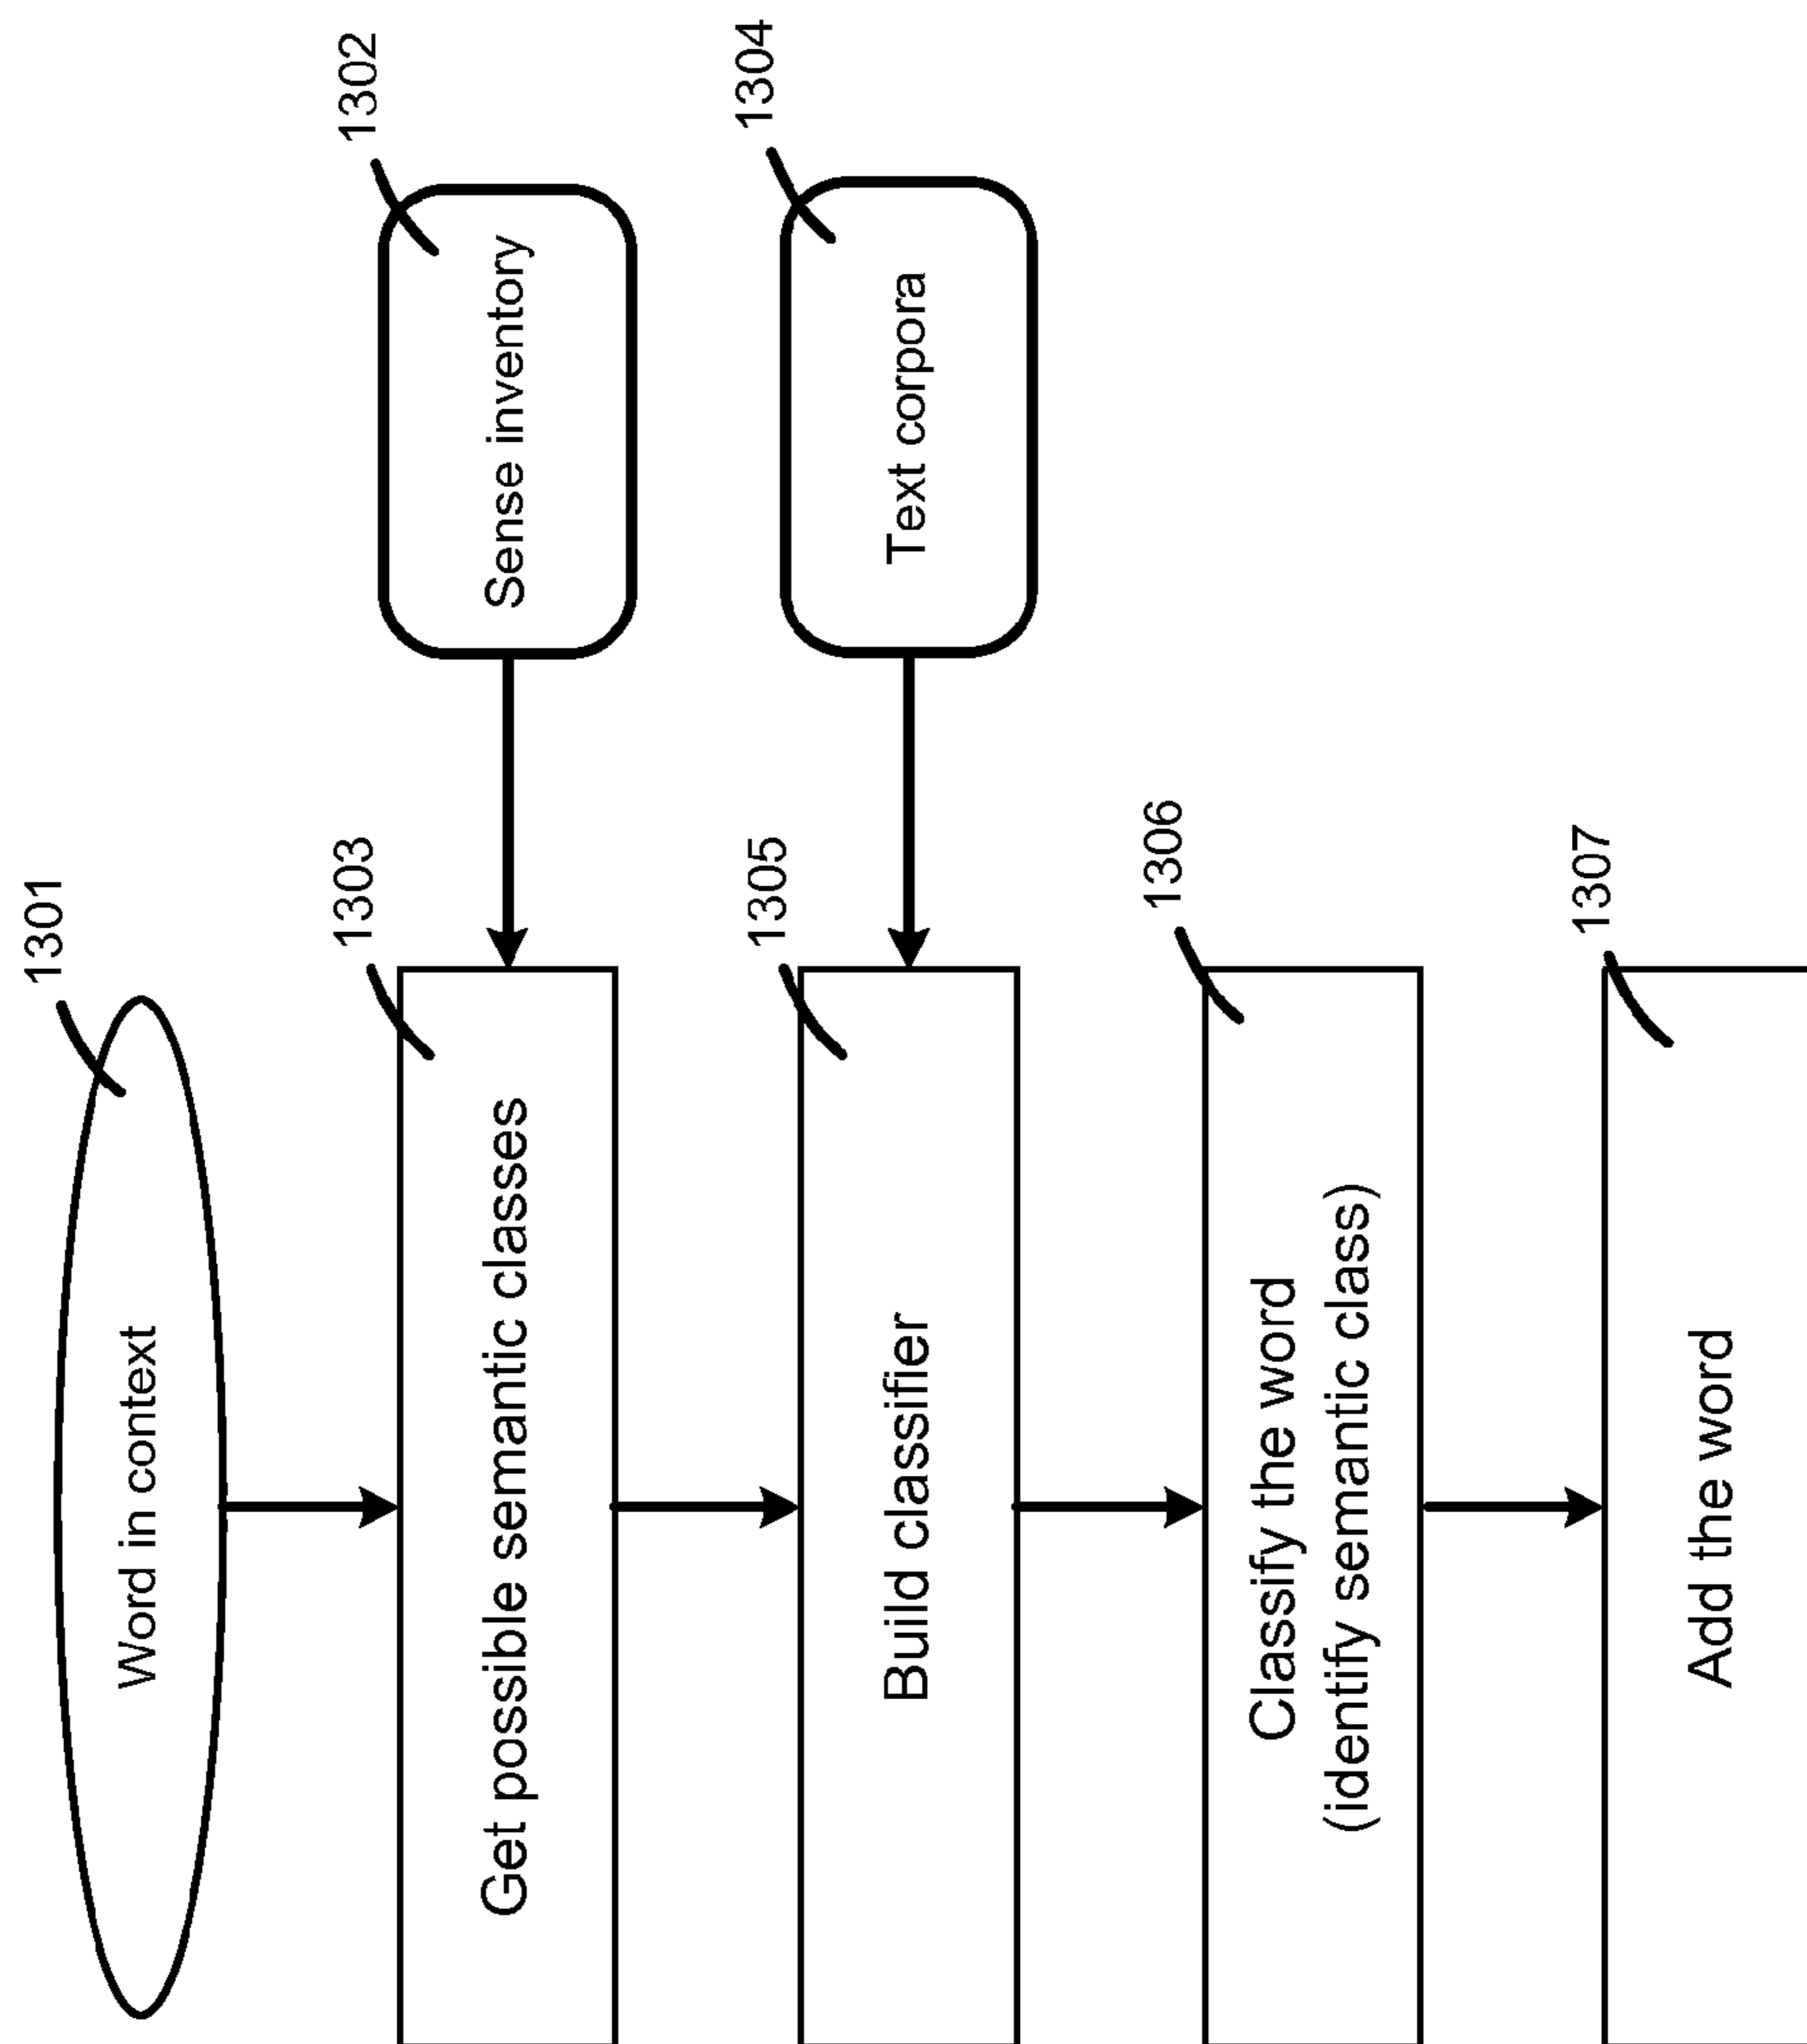 1301
Word in context
1302
Sense inventory
1303
Get possible semantic classes
1304
Text corpora
1305
Build classifier
1306
Classify the word
(identify semantic class)
1307
Add the word